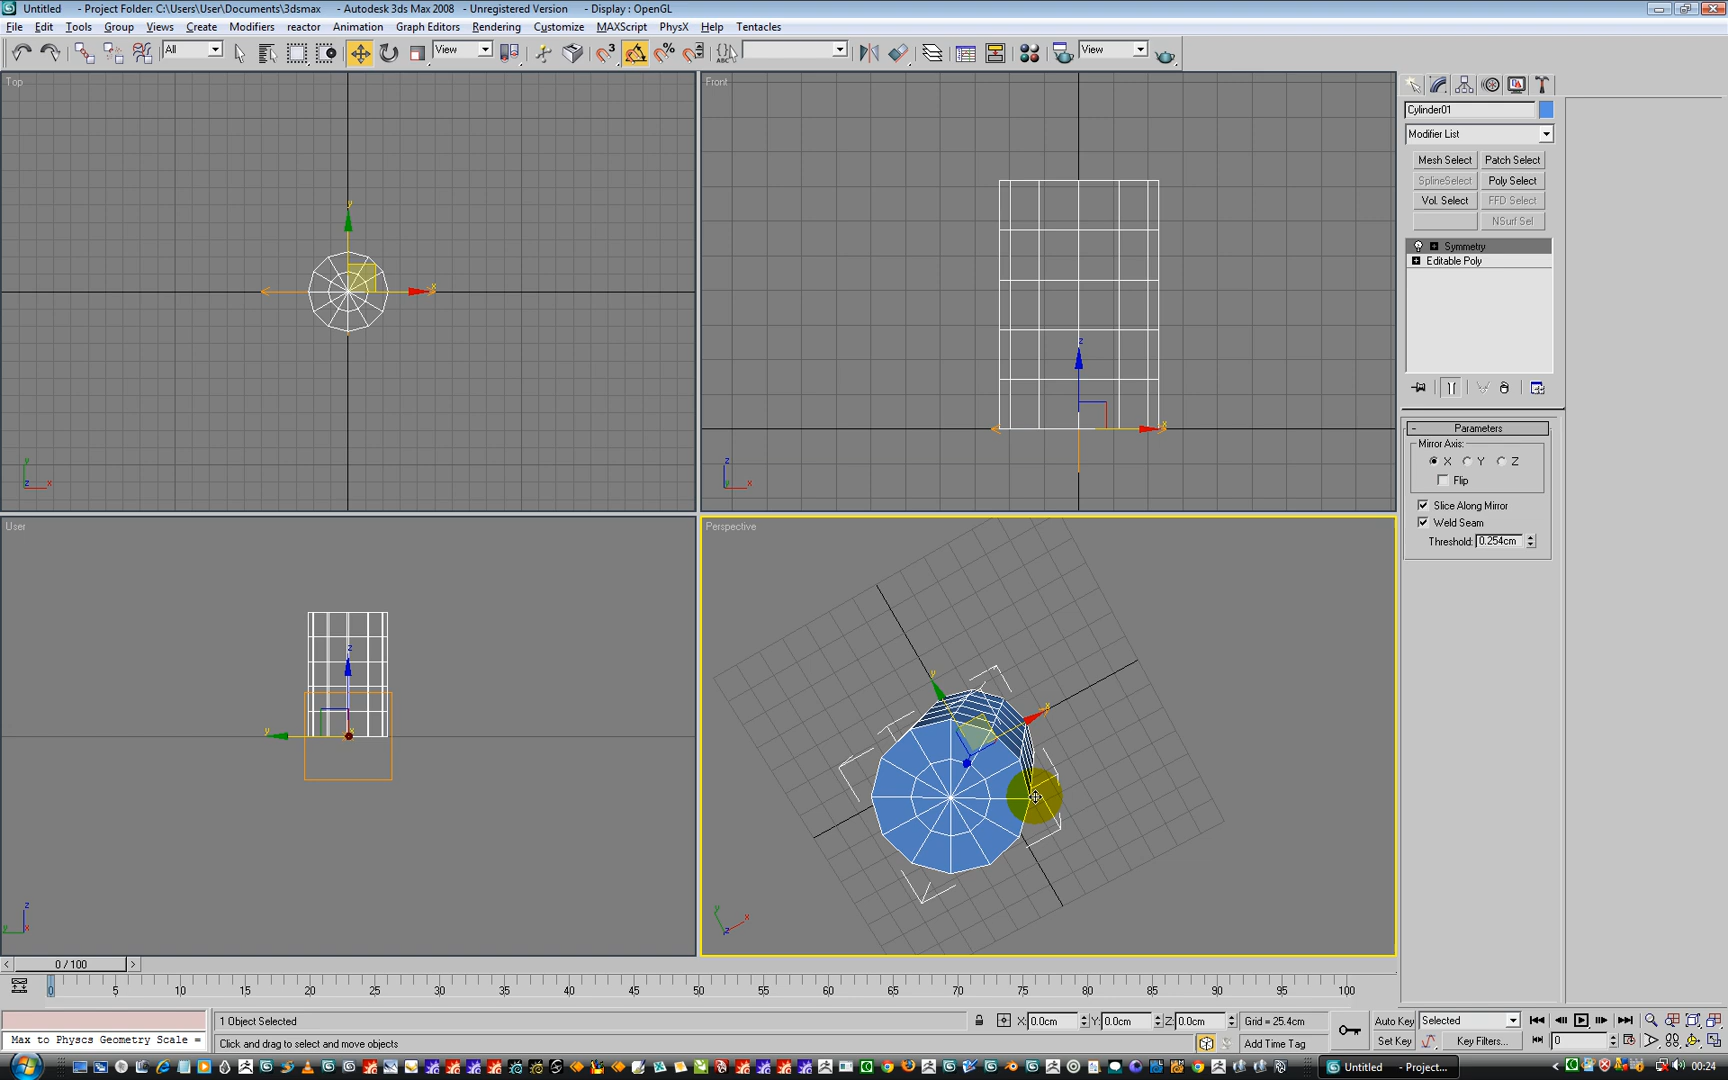 Untitled - Project Folder: C:\Users\User\Documents\3dsmax - Autodesk 3ds Max 2008 - Unregistered Version - Display : OpenGL
File Edit Tools Group Views Create Modifiers reactor Animation Graph Editors Rendering Customize MAXScript PhysX Help Tentacles
All View View
Top
Front
Cylinder01
Modifier List
Mesh Select Patch Select
SplineSelect Poly Select
Vol. Select FFD Select
NSurf Sel
Symmetry
Editable Poly
Parameters
Mirror Axis:
X Y Z
Flip
Slice Along Mirror
Weld Seam
Threshold: 0.254cm
User
Perspective
0 / 100
0 5 10 15 20 25 30 35 40 45 50 55 60 65 70 75 80 85 90 95 100
1 Object Selected X: 0.0cm Y: 0.0cm Z: 0.0cm Grid = 25.4cm Auto Key Selected
Max to Physcs Geometry Scale = Click and drag to select and move objects Add Time Tag Set Key Key Filters... 0
Untitled - Project... 00:24